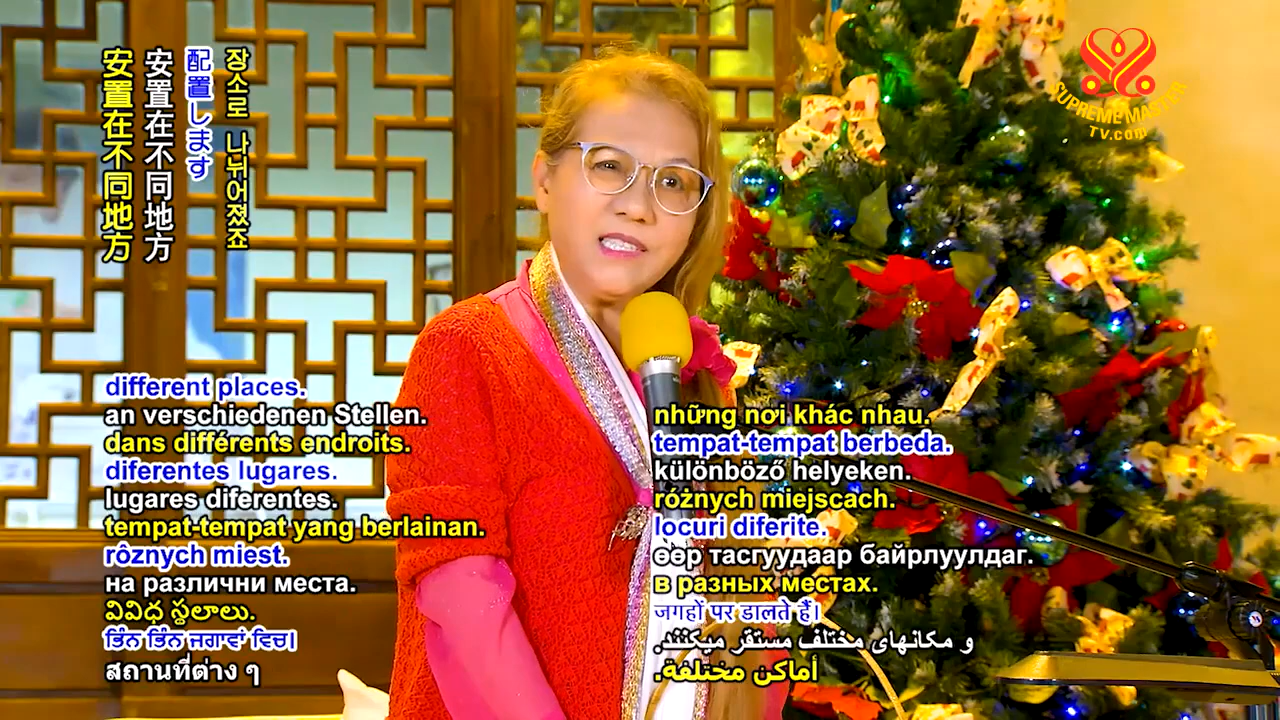 장소로 나뉘어졌죠
配置します
安置在不同地方
安置在不同地方
SUPREME MASTER
TV.COM
different places.
an verschiedenen Stellen.
dans différents endroits.
diferentes lugares.
lugares diferentes.
tempat-tempat yang berlainan.
rôznych miest.
на различни места.
వివిధ స్థలాలు.
ਭਿੰਨ ਭਿੰਨ ਜਗਾਵਾਂ ਵਿਚ।
สถานที่ต่าง ๆ
những nơi khác nhau.
tempat-tempat berbeda.
különböző helyeken.
różnych miejscach.
locuri diferite.
өөр тасгуудаар байрлуулдаг.
в разных местах.
जगहों पर डालते हैं।
و مکانهای مختلف مستقر میکنند.
أماكن مختلفة.